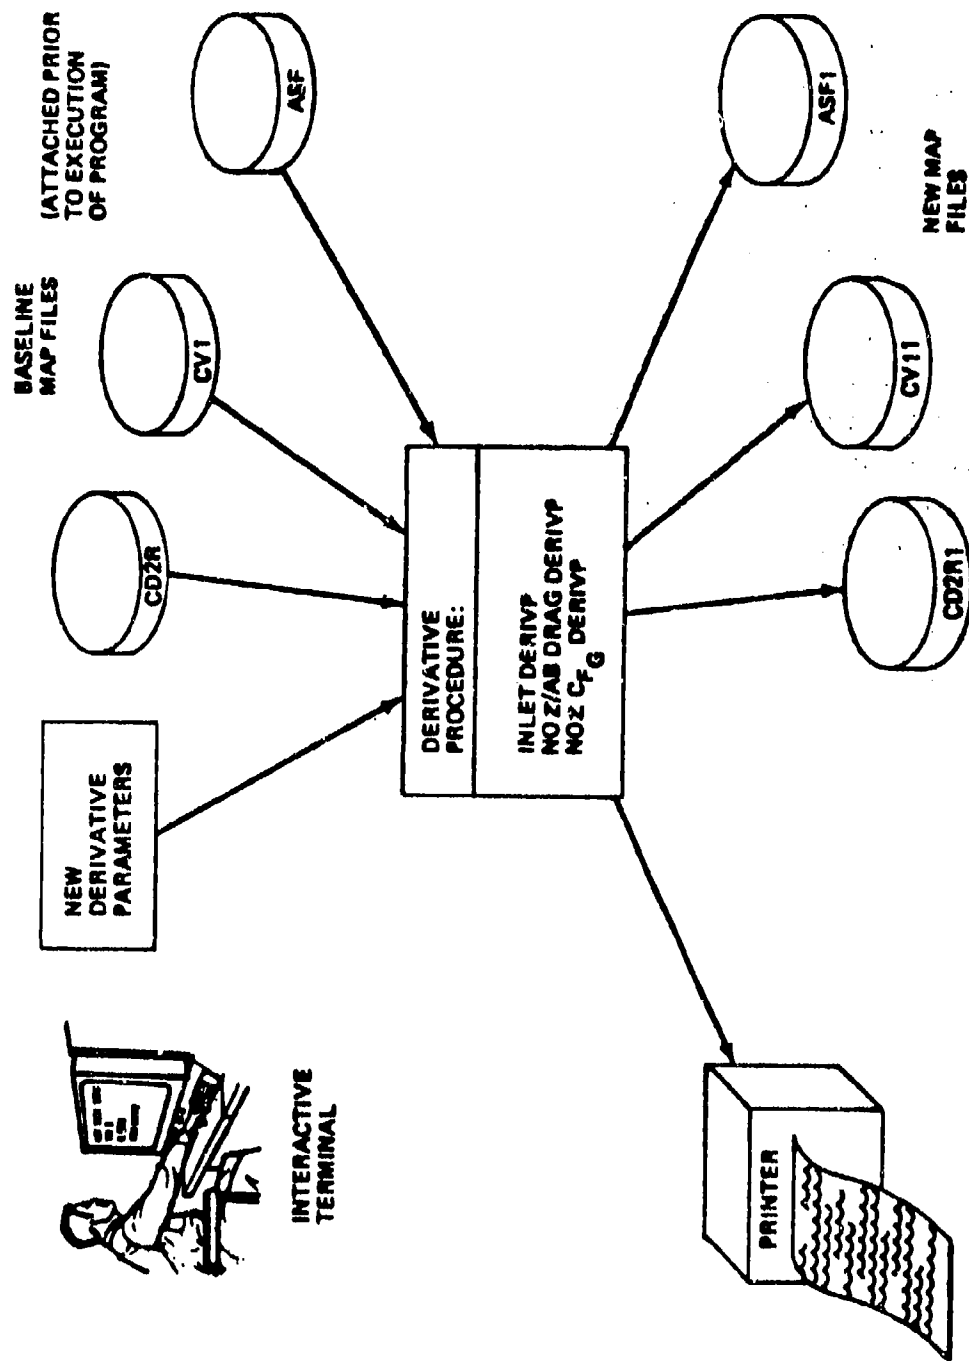 BASELINE
MAP FILES
(ATTACHED PRIOR
TO EXECUTION
OF PROGRAM)
INTERACTIVE
TERMINAL
NEW
DERIVATIVE
PARAMETERS
CD2R
CV1
ASF
DERIVATIVE
PROCEDURE:
INLET DERIVP
NOZ/AB DRAG DERIVP
NOZ CFG DERIVP
PRINTER
CD2R1
CV11
ASF1
NEW MAP
FILES